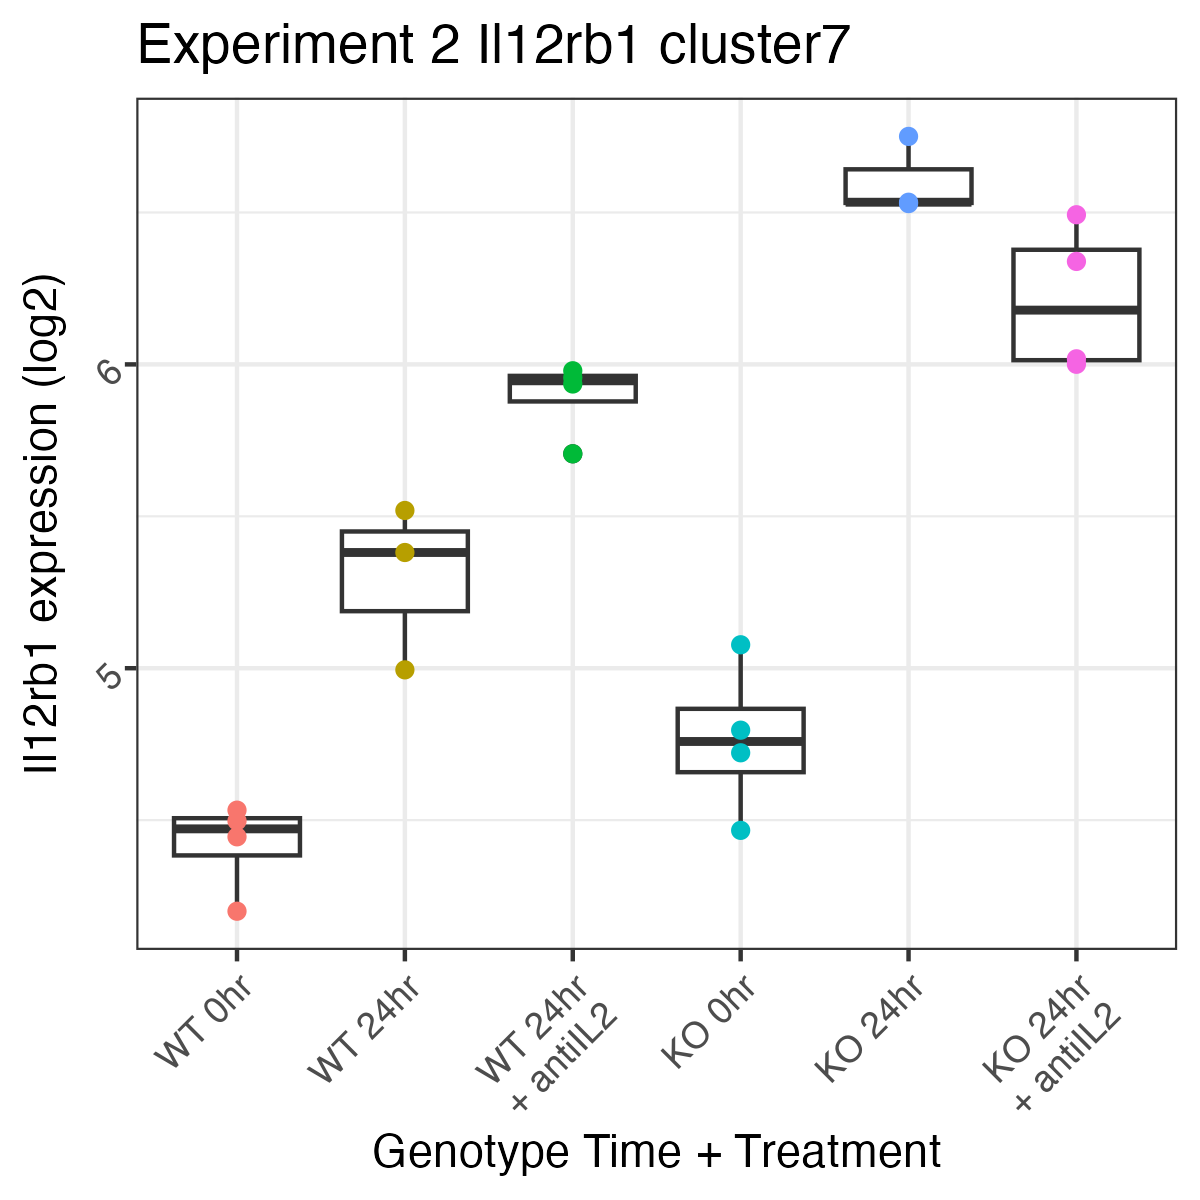 Experiment 2 Il12rb1 cluster7
Il12rb1 expression (log2)
6
5
WT 0hr
WT 24hr
WT 24hr
+ antiIL2
KO 0hr
KO 24hr
KO 24hr
+ antiIL2
Genotype Time + Treatment